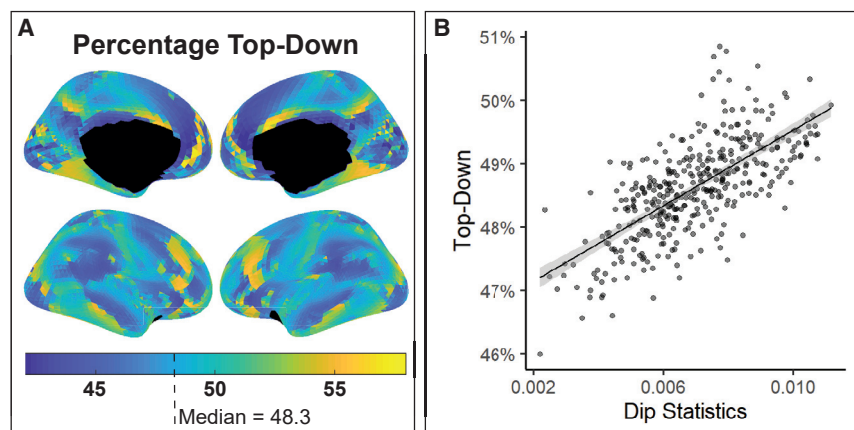 A
Percentage Top-Down
45 50 55
Median = 48.3
B
51%
50%
49%
48%
47%
46%
Top-Down
0.002 0.006 0.010
Dip Statistics